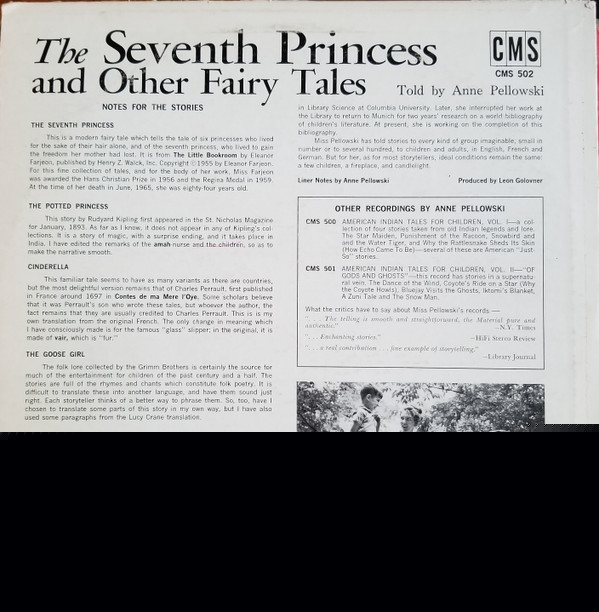 The Seventh Princess
and Other Fairy Tales
Told by Anne Pellowski
CMS
CMS 502
NOTES FOR THE STORIES
THE SEVENTH PRINCESS
This is a modern fairy tale which tells the tale of six princesses who lived
for the sake of their hair alone, and of the seventh princess, who lived to gain
the freedom her mother had lost. It is from The Little Bookroom by Eleanor
Farjeon, published by Henry Z. Walck, Inc. Copyright ©1955 by Eleanor Farjeon.
For this fine collection of tales, and for the body of her work, Miss Farjeon
was awarded the Hans Christian Prize in 1956 and the Regina Medal in 1959.
At the time of her death in June, 1965, she was eighty-four years old.
THE POTTED PRINCESS
This story by Rudyard Kipling first appeared in the St. Nicholas Magazine
for January, 1893. As far as I know, it does not appear in any of Kipling's col-
lections. It is a story of magic, with a surprise ending, and it takes place in
India. I have edited the remarks of the amah nurse and the children, so as to
make the narrative smooth.
CINDERELLA
This familiar tale seems to have as many variants as there are countries,
but the most delightful version remains that of Charles Perrault, first published
in France around 1697 in Contes de ma Mere l'Oye. Some scholars believe
that it was Perrault's son who wrote these tales, but whoever the author, the
fact remains that they are usually credited to Charles Perrault. This is is my
own translation from the original French. The only change in meaning which
I have consciously made is for the famous "glass" slipper; in the original, it is
made of vair, which is "fur."
THE GOOSE GIRL
The folk lore collected by the Grimm Brothers is certainly the source for
much of the entertainment for children of the past century and a half. The
stories are full of the rhymes and chants which constitute folk poetry. It is
difficult to translate these into another language, and have them sound just
right. Each storyteller thinks of a better way to phrase them. So, too, have I
chosen to translate some parts of this story in my own way, but I have also
used some paragraphs from the Lucy Crane translation.
in Library Science at Columbia University. Later, she interrupted her work at
the Library to return to Munich for two years' research on a world bibliography
of children's literature. At present, she is working on the completion of this
bibliography.
Miss Pellowski has told stories to every kind of group imaginable, small in
number or to several hundred, to children and adults, in English, French and
German. But for her, as for most storytellers, ideal conditions remain the same:
a few children, a fireplace, and candlelight.
Liner Notes by Anne Pellowski Produced by Leon Golovner
OTHER RECORDINGS BY ANNE PELLOWSKI
CMS 500 AMERICAN INDIAN TALES FOR CHILDREN, VOL. I—a col-
lection of four stories taken from old Indian legends and lore.
The Star Maiden, Punishment of the Racoon, Snowbird and
and the Water Tiger, and Why the Rattlesnake Sheds Its Skin
(How Echo Came To Be)—several of these are American "Just-
So" stories.
CMS 501 AMERICAN INDIAN TALES FOR CHILDREN, VOL. II—"OF
GODS AND GHOSTS"—this record has stories in a supernatu-
ral vein. The Dance of the Wind, Coyote's Ride on a Star (Why
the Coyote Howls), Bluejay Visits the Ghosts, Iktomi's Blanket,
A Zuni Tale and The Snow Man.
What the critics have to say about Miss Pellowski's records —
". . . The telling is smooth and straightforward, the Material pure and
authentic."
—N.Y. Times
". . . Enchanting stories."
—HiFi Stereo Review
". . . a real contribution . . . fine example of storytelling."
—Library Journal